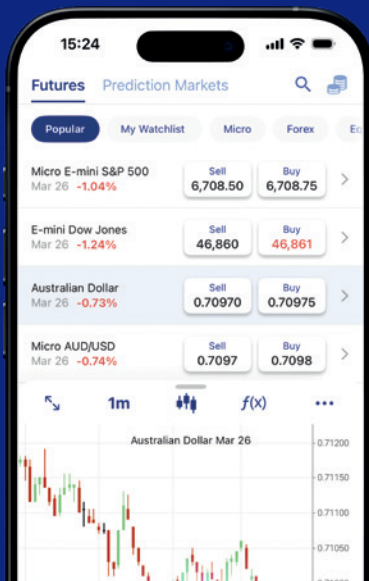 15:24
Futures Prediction Markets
Popular My Watchlist Micro Forex
Micro E-mini S&P 500 Sell Buy
Mar 26 -1.04% 6,708.50 6,708.75
E-mini Dow Jones Sell Buy
Mar 26 -1.24% 46,860 46,861
Australian Dollar Sell Buy
Mar 26 -0.73% 0.70970 0.70975
Micro AUD/USD Sell Buy
Mar 26 -0.74% 0.7097 0.7098
1m f(x)
Australian Dollar Mar 26
0.71200
0.71150
0.71100
0.71050